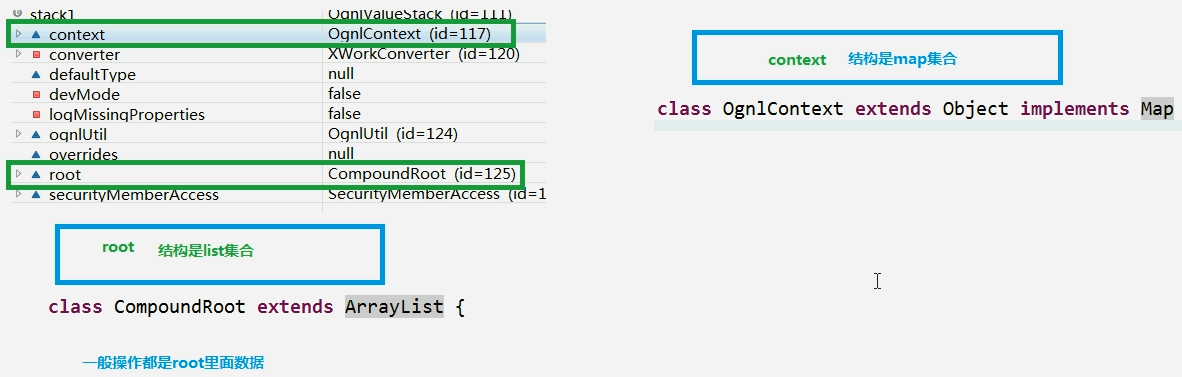 stack1
OgnlValueStack (id=111)
context
OgnlContext (id=117)
converter
XWorkConverter (id=120)
defaultType
null
devMode
false
logMissingProperties
false
ognlUtil
OgnlUtil (id=124)
overrides
null
root
CompoundRoot (id=125)
securityMemberAccess
SecurityMemberAccess (id=1
root 结构是list集合
class CompoundRoot extends ArrayList {
一般操作都是root里面数据
context 结构是map集合
class OgnlContext extends Object implements Map